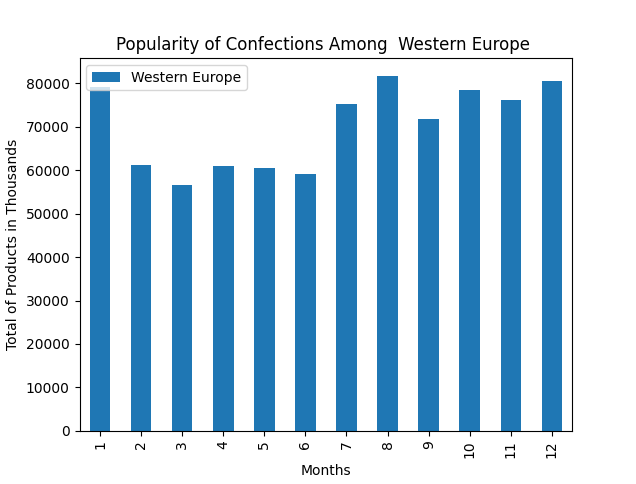 Popularity of Confections Among  Western Europe
Western Europe
Total of Products in Thousands
80000
70000
60000
50000
40000
30000
20000
10000
0
1 2 3 4 5 6 7 8 9 10 11 12
Months